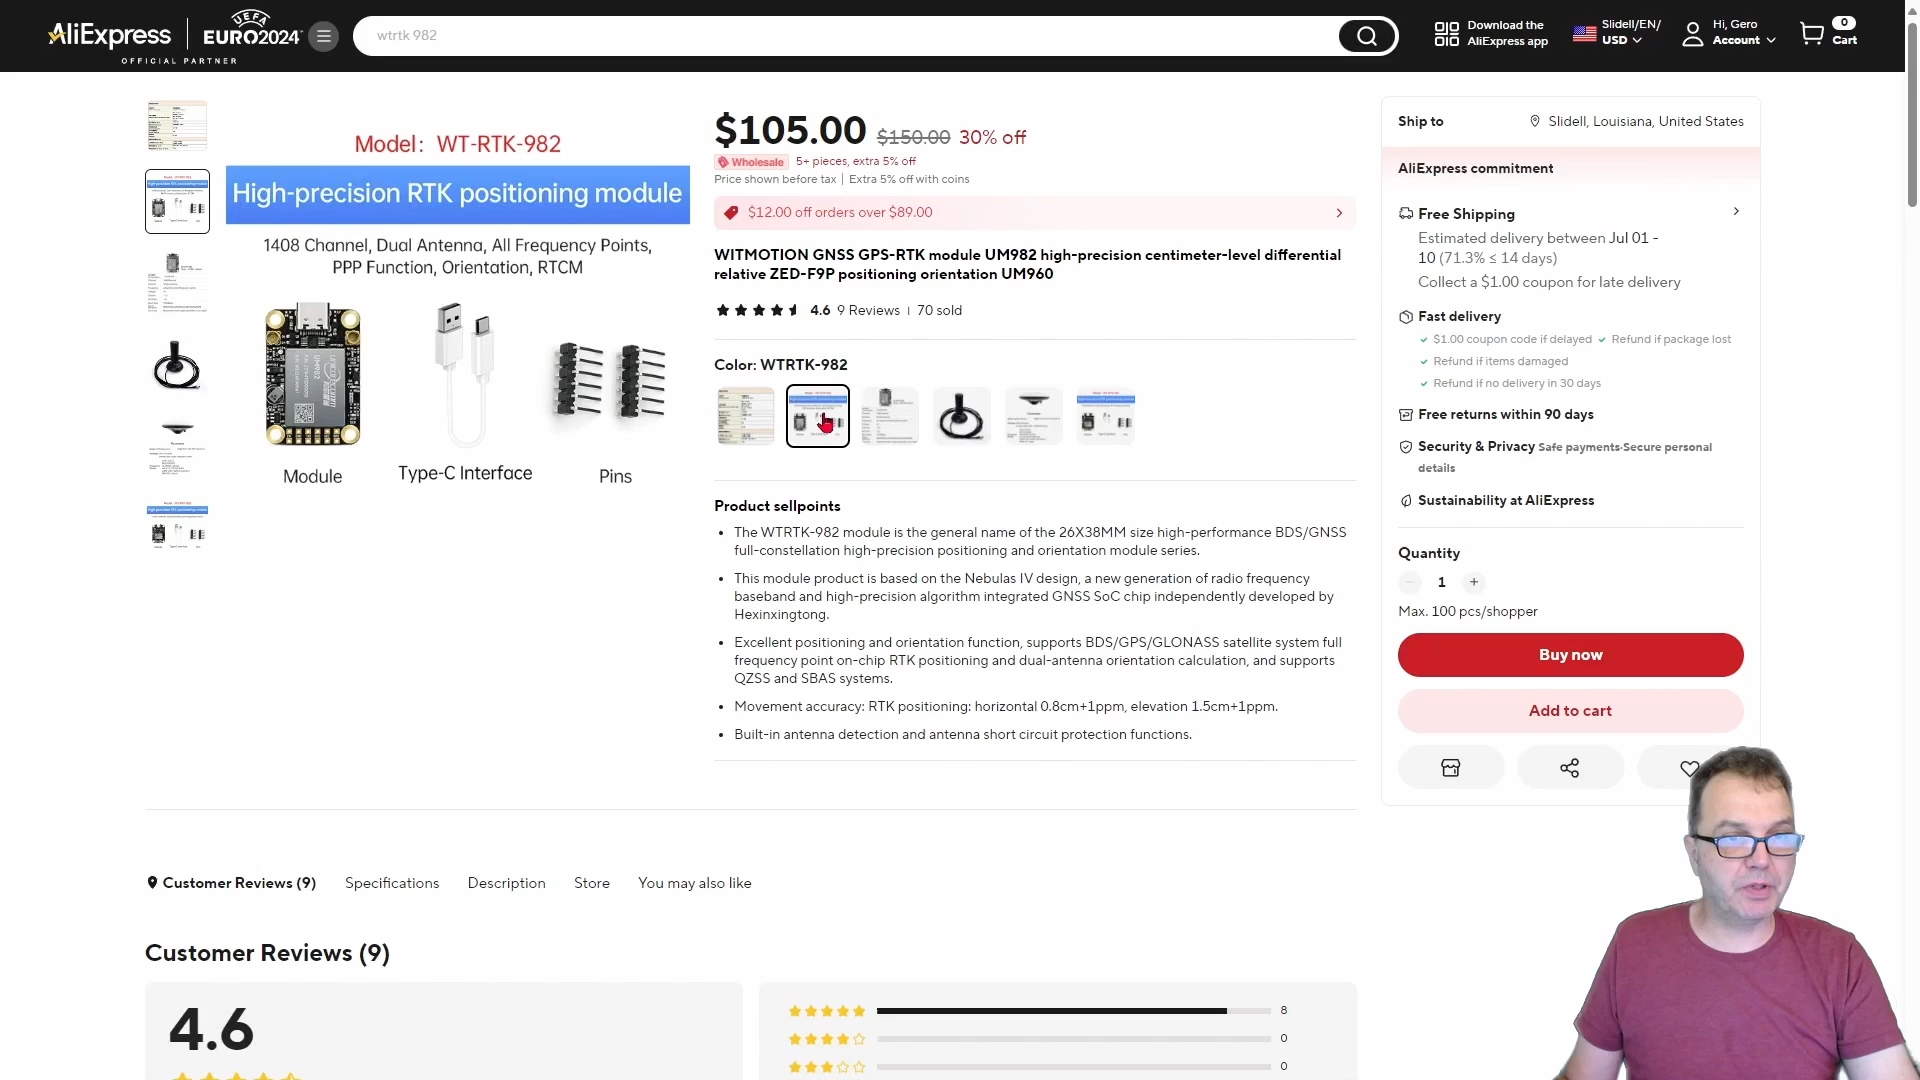 AliExpress
OFFICIAL PARTNER
UEFA
EURO2024
wtrtk 982
Download the
AliExpress app
Slidell/EN/
USD
Hi, Gero
Account
0
Cart
Model: WT-RTK-982
High-precision RTK positioning module
1408 Channel, Dual Antenna, All Frequency Points,
PPP Function, Orientation, RTCM
UM982
Module
Type-C Interface
Pins
$105.00 $150.00 30% off
Wholesale 5+ pieces, extra 5% off
Price shown before tax | Extra 5% off with coins
$12.00 off orders over $89.00
WITMOTION GNSS GPS-RTK module UM982 high-precision centimeter-level differential
relative ZED-F9P positioning orientation UM960
4.6 9 Reviews | 70 sold
Color: WTRTK-982
Product sellpoints
• The WTRTK-982 module is the general name of the 26X38MM size high-performance BDS/GNSS
full-constellation high-precision positioning and orientation module series.
• This module product is based on the Nebulas IV design, a new generation of radio frequency
baseband and high-precision algorithm integrated GNSS SoC chip independently developed by
Hexinxingtong.
• Excellent positioning and orientation function, supports BDS/GPS/GLONASS satellite system full
frequency point on-chip RTK positioning and dual-antenna orientation calculation, and supports
QZSS and SBAS systems.
• Movement accuracy: RTK positioning: horizontal 0.8cm+1ppm, elevation 1.5cm+1ppm.
• Built-in antenna detection and antenna short circuit protection functions.
Ship to Slidell, Louisiana, United States
AliExpress commitment
Free Shipping
Estimated delivery between Jul 01 -
10 (71.3% ≤ 14 days)
Collect a $1.00 coupon for late delivery
Fast delivery
$1.00 coupon code if delayed Refund if package lost
Refund if items damaged
Refund if no delivery in 30 days
Free returns within 90 days
Security & Privacy Safe payments·Secure personal
details
Sustainability at AliExpress
Quantity
1 +
Max. 100 pcs/shopper
Buy now
Add to cart
Customer Reviews (9) Specifications Description Store You may also like
Customer Reviews (9)
4.6
8
0
0